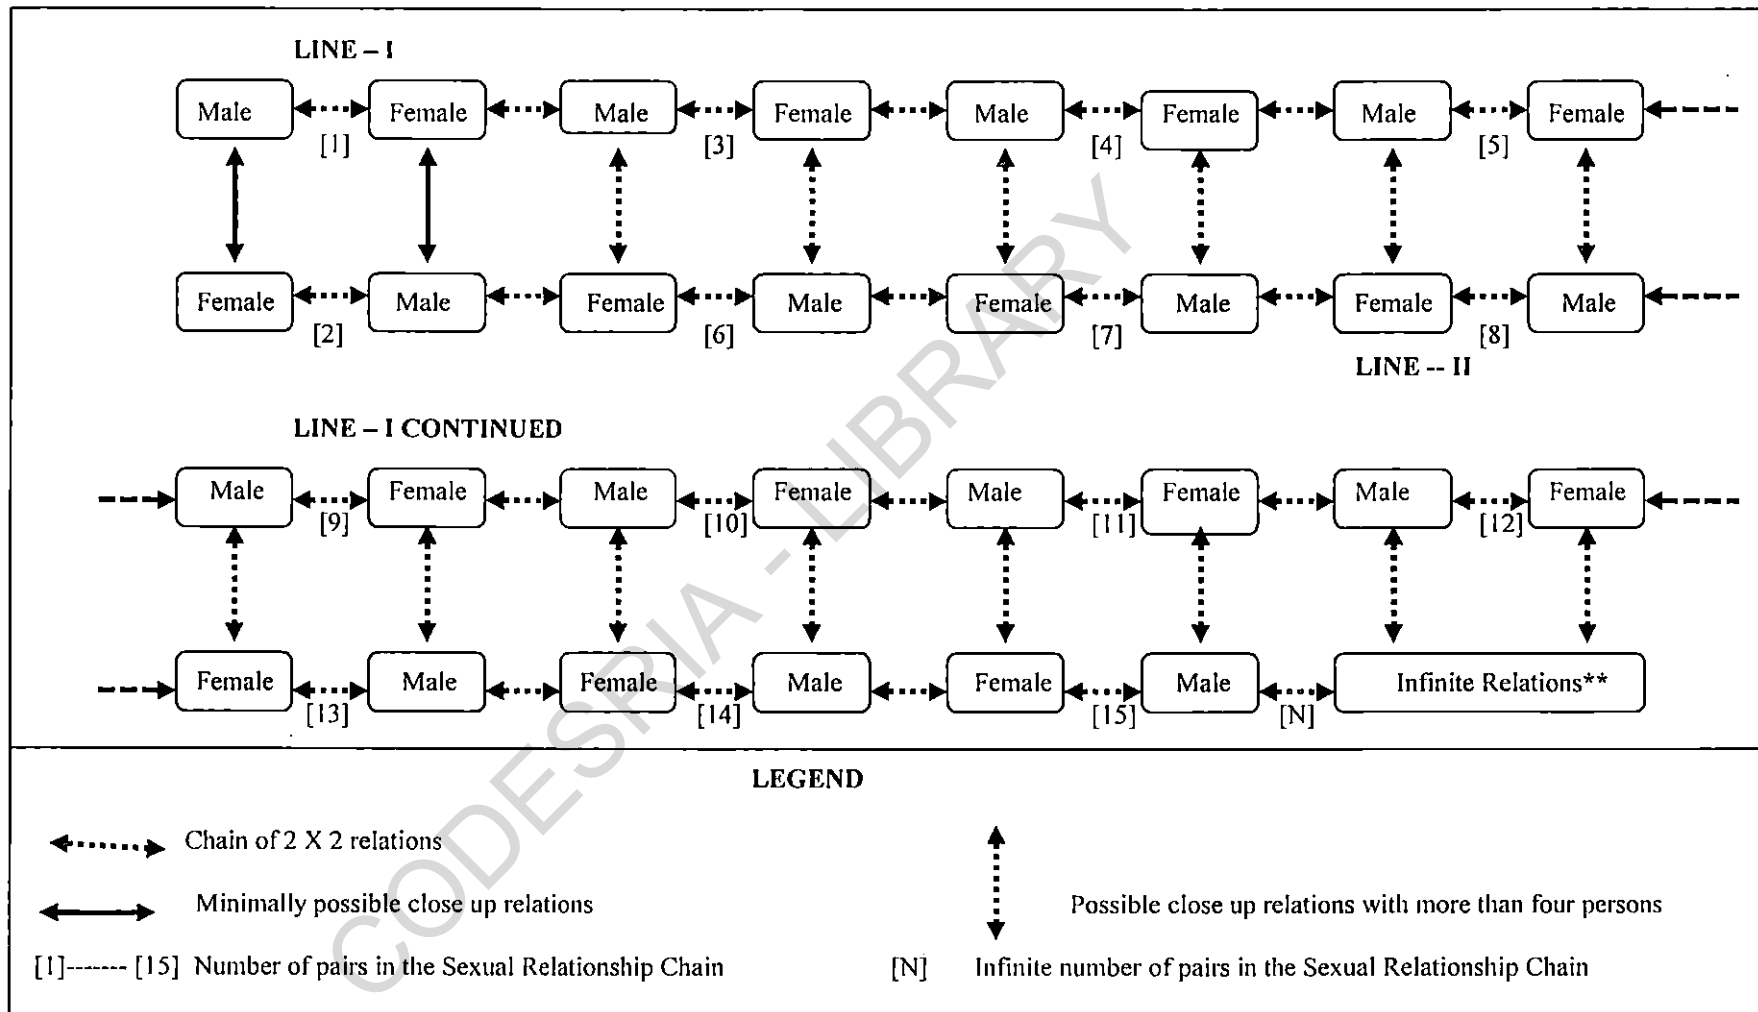 LINE – I
Male Female Male Female Male Female Male Female
[1] [3] [4] [5]
Female Male Female Male Female Male Female Male
[2] [6] [7] [8]
LINE -- II
LINE – I CONTINUED
Male Female Male Female Male Female Male Female
[9] [10] [11] [12]
Female Male Female Male Female Male Infinite Relations**
[13] [14] [15] [N]
LEGEND
Chain of 2 X 2 relations
Minimally possible close up relations
Possible close up relations with more than four persons
[1]------- [15] Number of pairs in the Sexual Relationship Chain
[N] Infinite number of pairs in the Sexual Relationship Chain
CODESRIA - LIBRARY